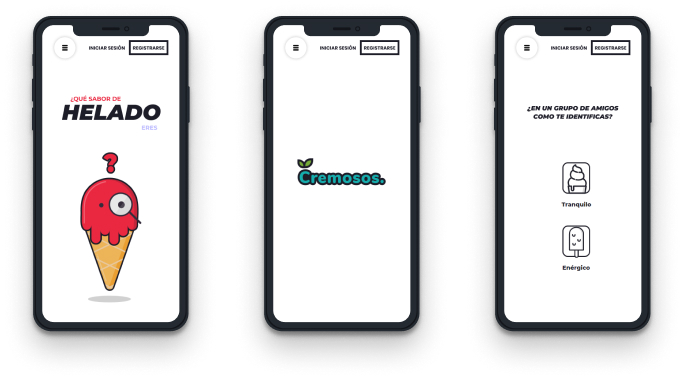 INICIAR SESIÓN REGISTRARSE
¿QUÉ SABOR DE
HELADO
ERES
?
INICIAR SESIÓN REGISTRARSE
Cremosos.
INICIAR SESIÓN REGISTRARSE
¿EN UN GRUPO DE AMIGOS
COMO TE IDENTIFICAS?
Tranquilo
Enérgico